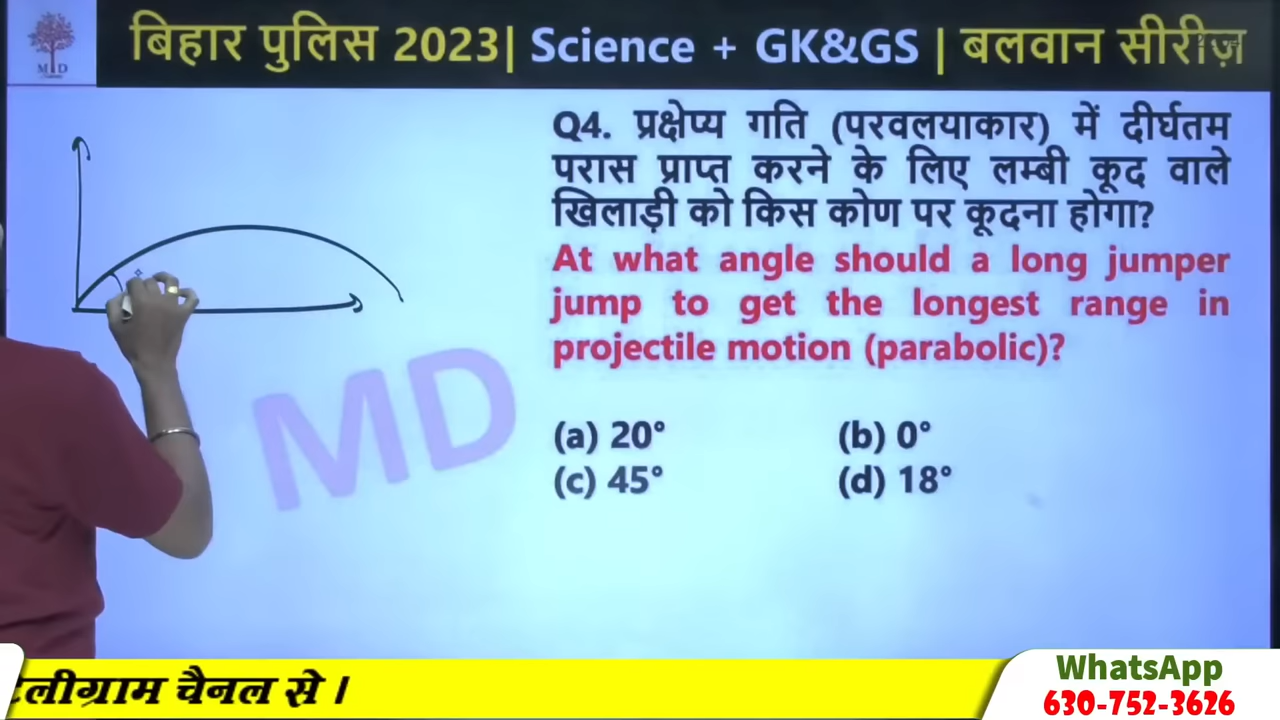 बिहार पुलिस 2023| Science + GK&GS | बलवान सीरीज़
MD
Q4. प्रक्षेप्य गति (परवलयाकार) में दीर्घतम
परास प्राप्त करने के लिए लम्बी कूद वाले
खिलाड़ी को किस कोण पर कूदना होगा?
At what angle should a long jumper
jump to get the longest range in
projectile motion (parabolic)?
MD
(a) 20° (b) 0°
(c) 45° (d) 18°
चैनल से ।
WhatsApp
630-752-3626